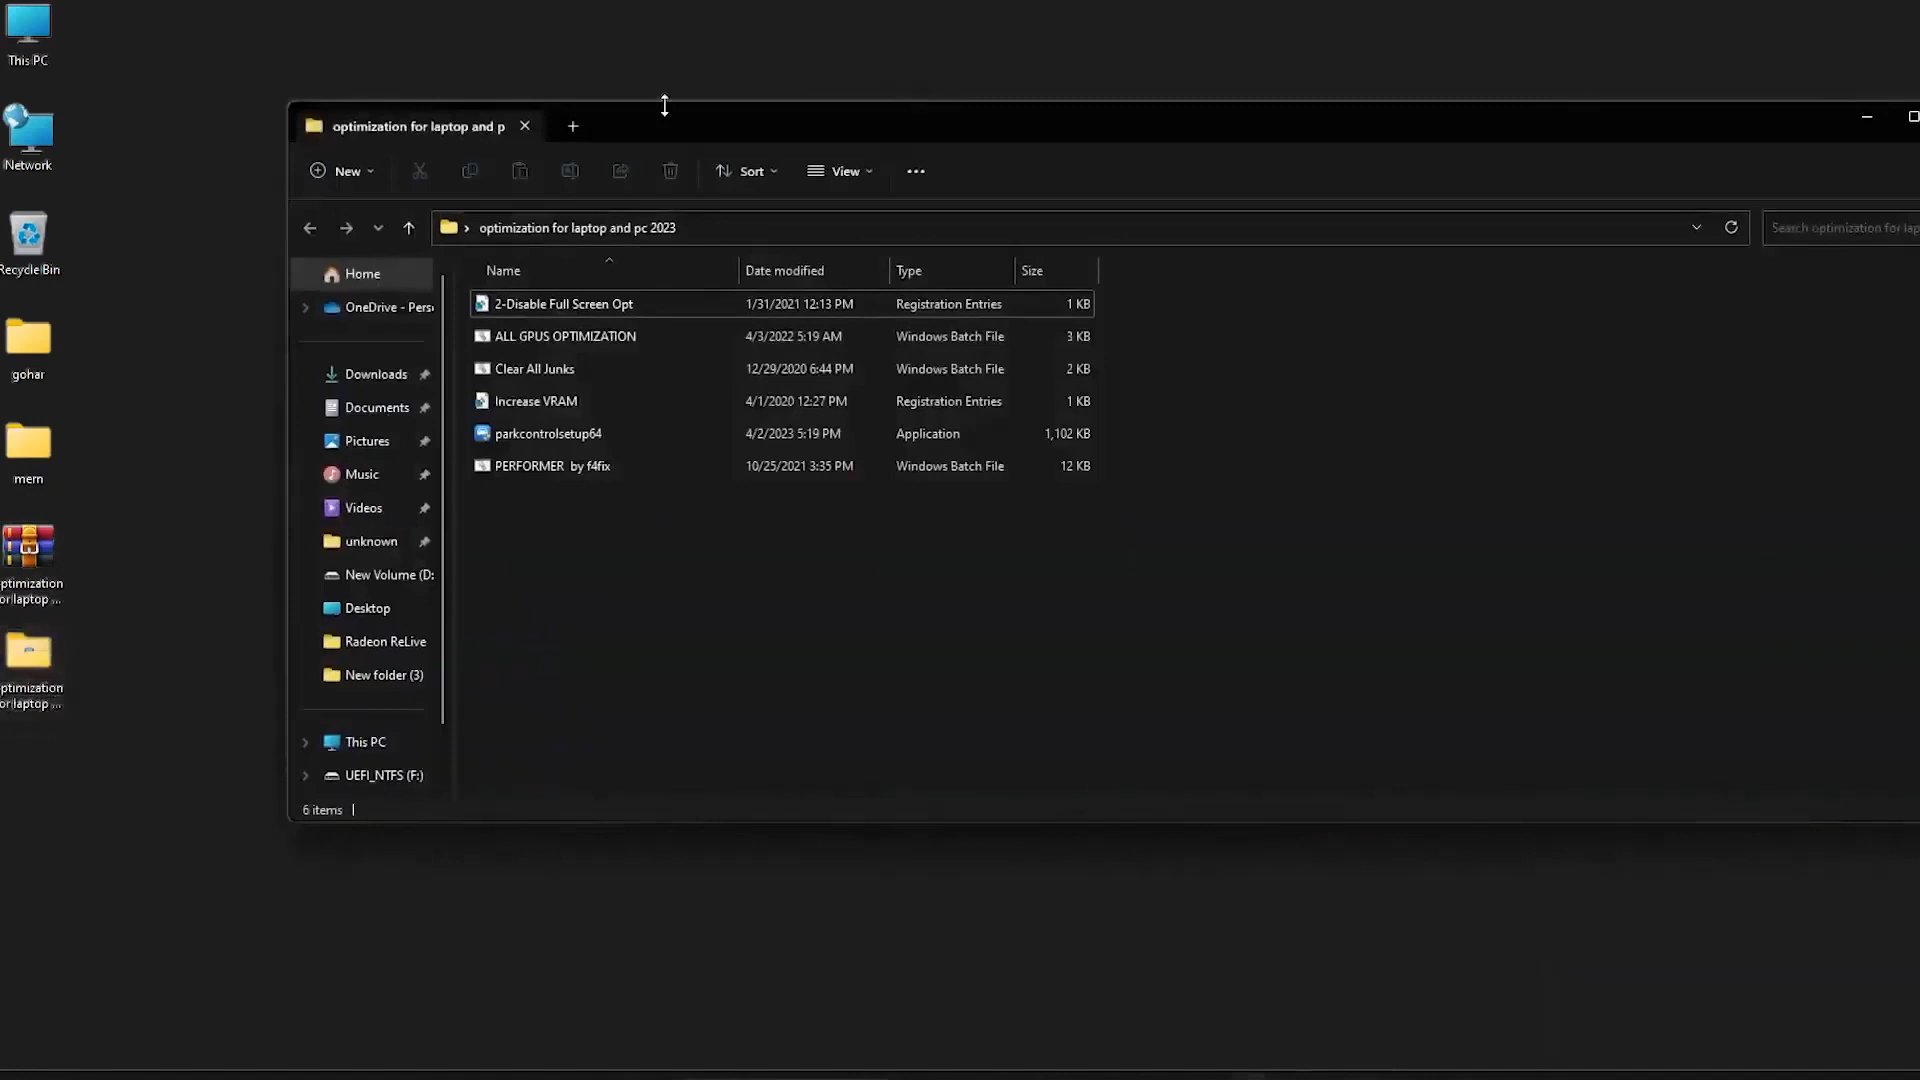 This PC
Network
Recycle Bin
gohar
mern
ptimization
or laptop ...
ptimization
or laptop ...
optimization for laptop and p
New
Sort
View
optimization for laptop and pc 2023
Search optimization for lap
Home
OneDrive - Pers
Downloads
Documents
Pictures
Music
Videos
unknown
New Volume (D:
Desktop
Radeon ReLive
New folder (3)
This PC
UEFI_NTFS (F:)
Name Date modified Type Size
2-Disable Full Screen Opt 1/31/2021 12:13 PM Registration Entries 1 KB
ALL GPUS OPTIMIZATION 4/3/2022 5:19 AM Windows Batch File 3 KB
Clear All Junks 12/29/2020 6:44 PM Windows Batch File 2 KB
Increase VRAM 4/1/2020 12:27 PM Registration Entries 1 KB
parkcontrolsetup64 4/2/2023 5:19 PM Application 1,102 KB
PERFORMER by f4fix 10/25/2021 3:35 PM Windows Batch File 12 KB
6 items